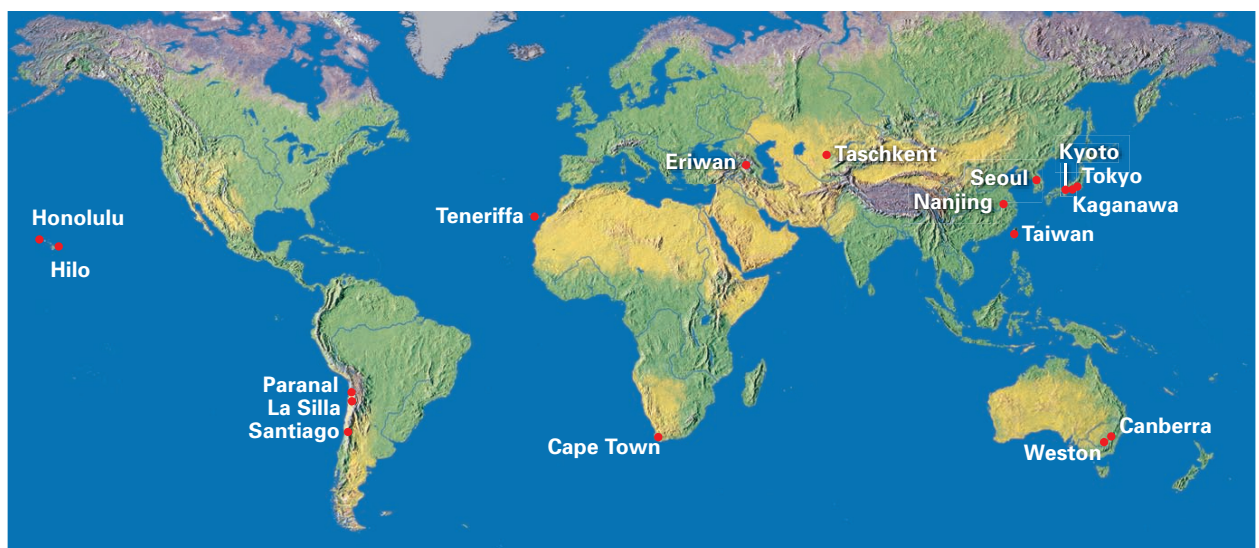 Kyoto
Eriwan
Taschkent
Seoul
Tokyo
Nanjing
Kaganawa
Honolulu
Teneriffa
Taiwan
Hilo
Paranal
La Silla
Santiago
Cape Town
Canberra
Weston